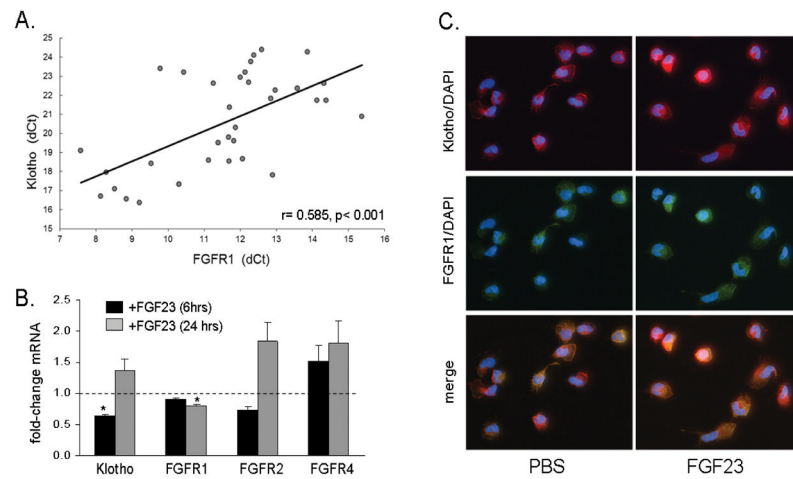 A.
25
24
23
22
21
20
19
18
17
16
15
Klotho (dCt)
r= 0.585, p< 0.001
7 8 9 10 11 12 13 14 15 16
FGFR1 (dCt)
B.
2.5
2.0
1.5
1.0
0.5
0.0
fold-change mRNA
+FGF23 (6hrs)
+FGF23 (24 hrs)
*
*
Klotho FGFR1 FGFR2 FGFR4
C.
Klotho/DAPI
FGFR1/DAPI
merge
PBS FGF23